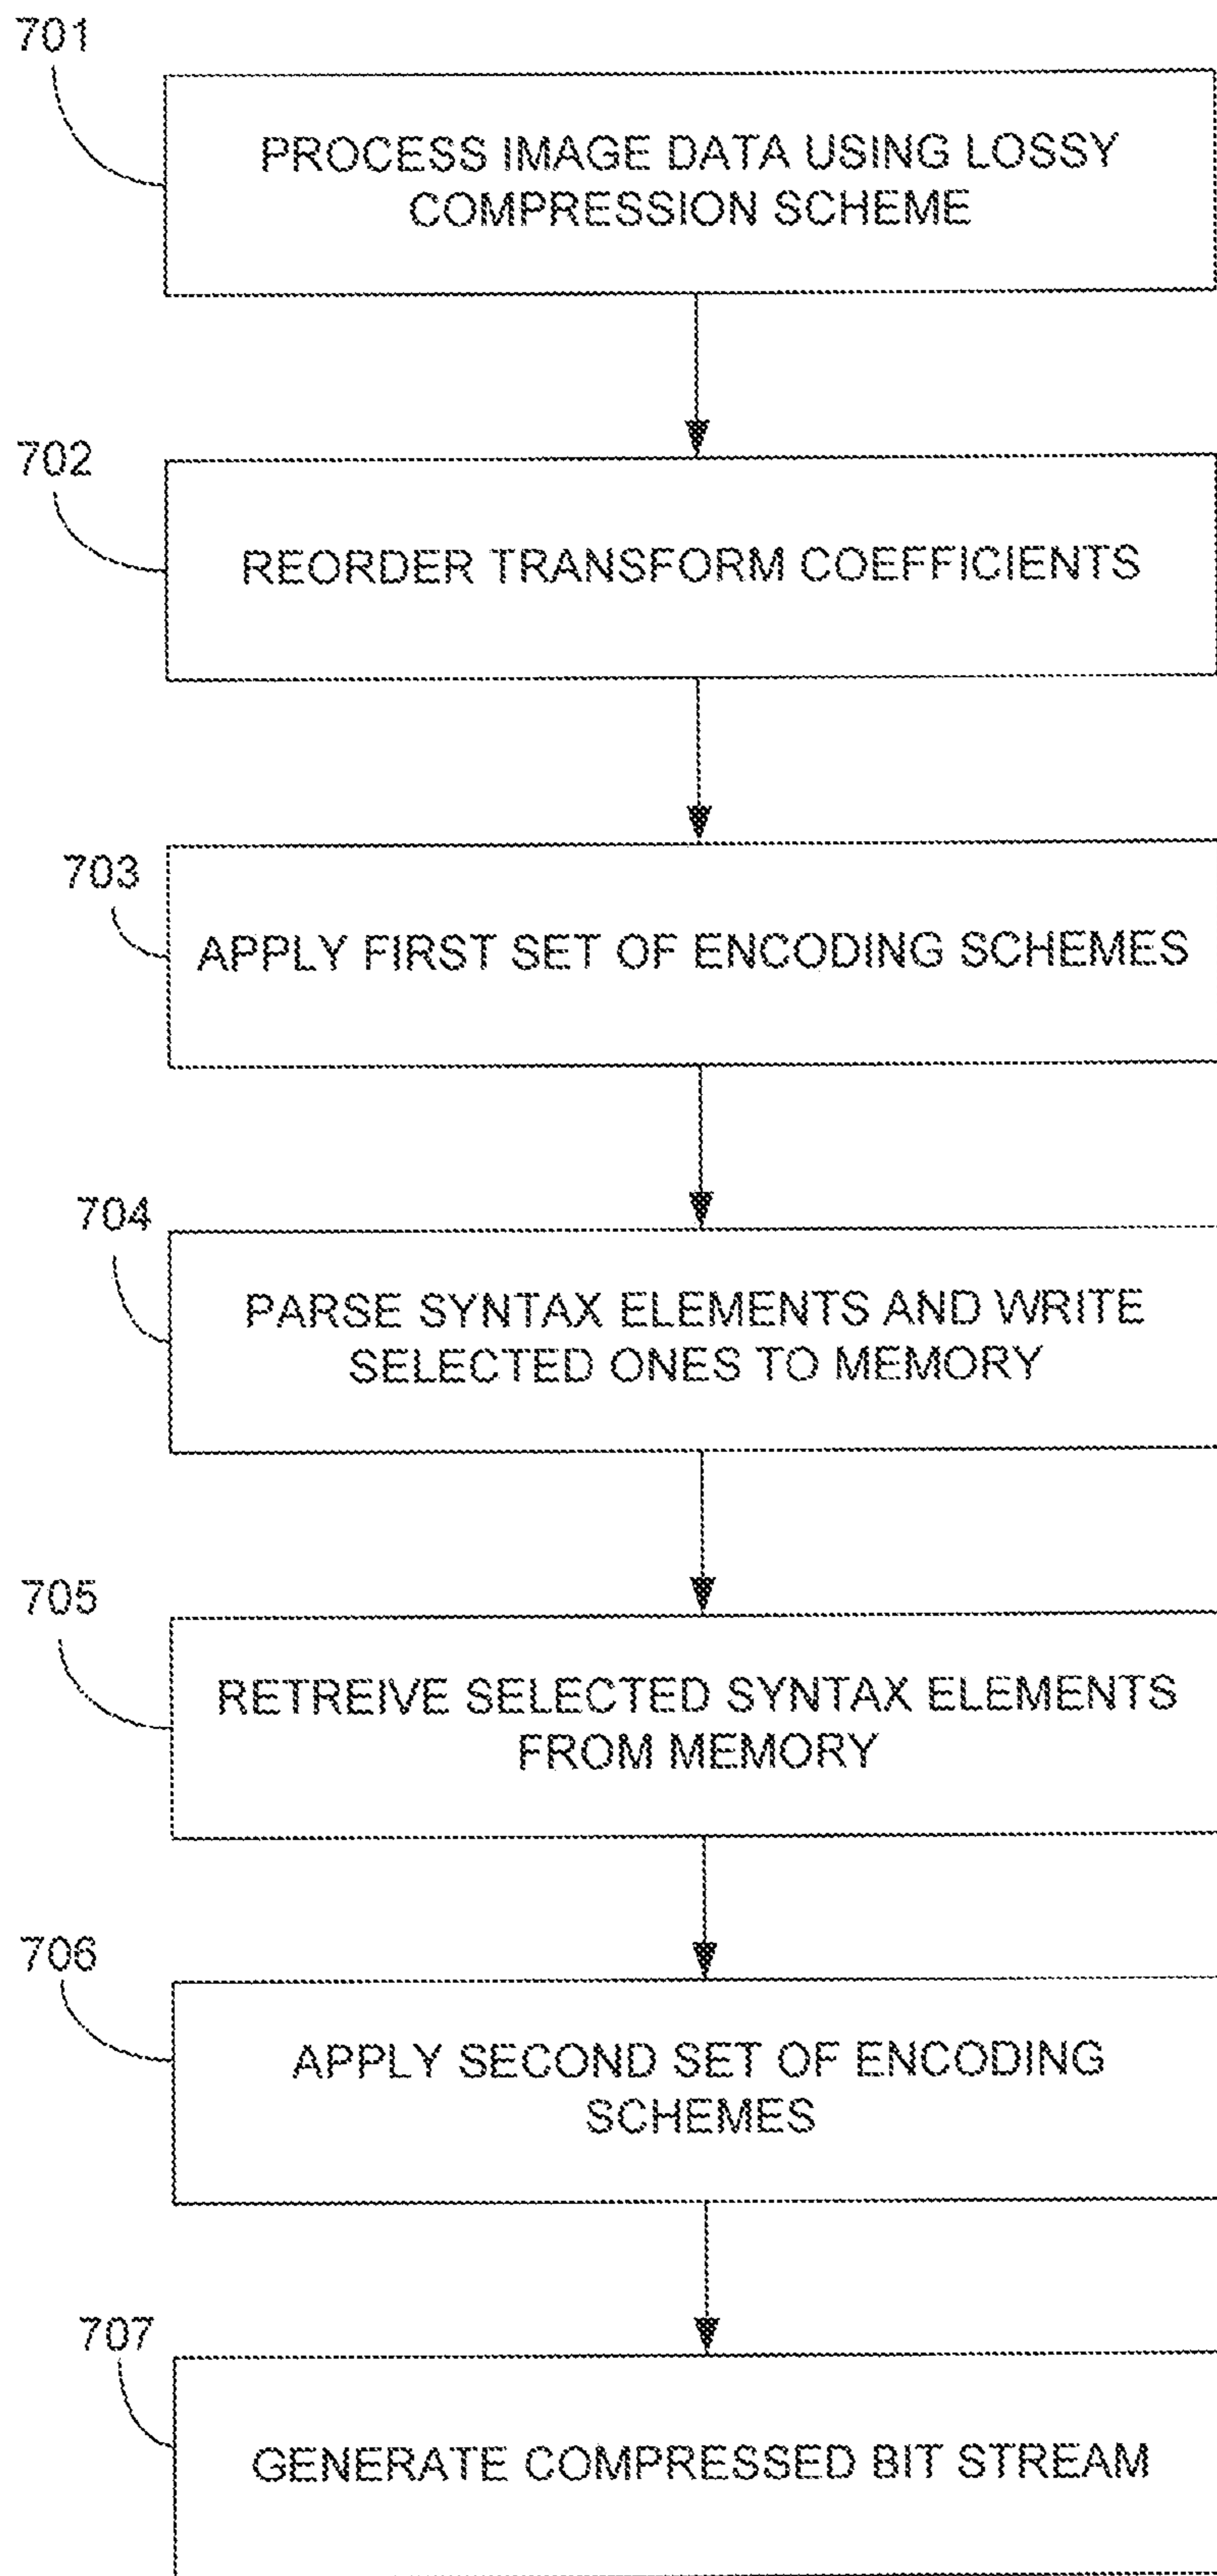 701
PROCESS IMAGE DATA USING LOSSY
COMPRESSION SCHEME
702
REORDER TRANSFORM COEFFICIENTS
703
APPLY FIRST SET OF ENCODING SCHEMES
704
PARSE SYNTAX ELEMENTS AND WRITE
SELECTED ONES TO MEMORY
705
RETREIVE SELECTED SYNTAX ELEMENTS
FROM MEMORY
706
APPLY SECOND SET OF ENCODING
SCHEMES
707
GENERATE COMPRESSED BIT STREAM